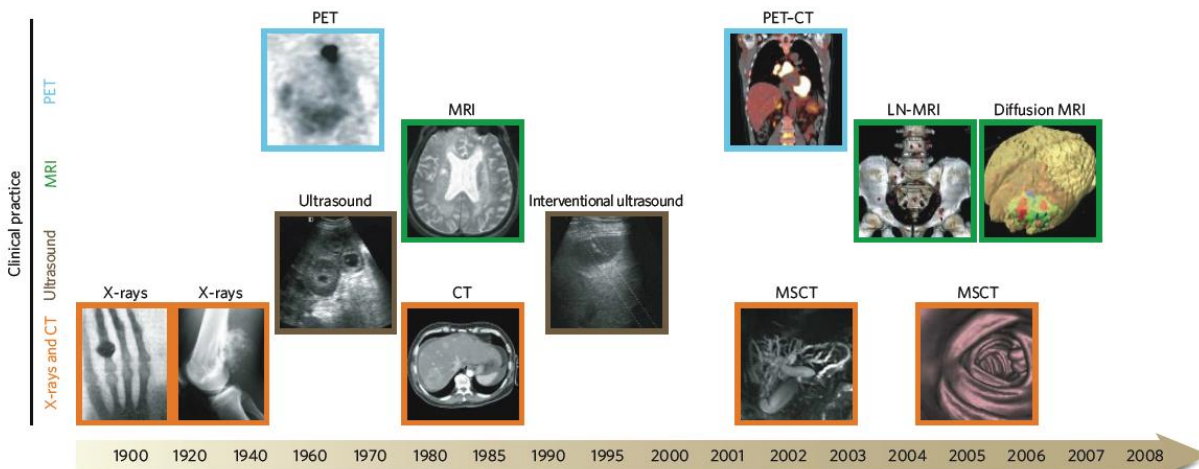 PET
PET–CT
MRI
LN-MRI
Diffusion MRI
Ultrasound
Interventional ultrasound
X-rays
X-rays
CT
MSCT
MSCT
Clinical practice
PET
MRI
Ultrasound
X-rays and CT
1900 1920 1940 1960 1970 1980 1985 1990 1995 2000 2001 2002 2003 2004 2005 2006 2007 2008